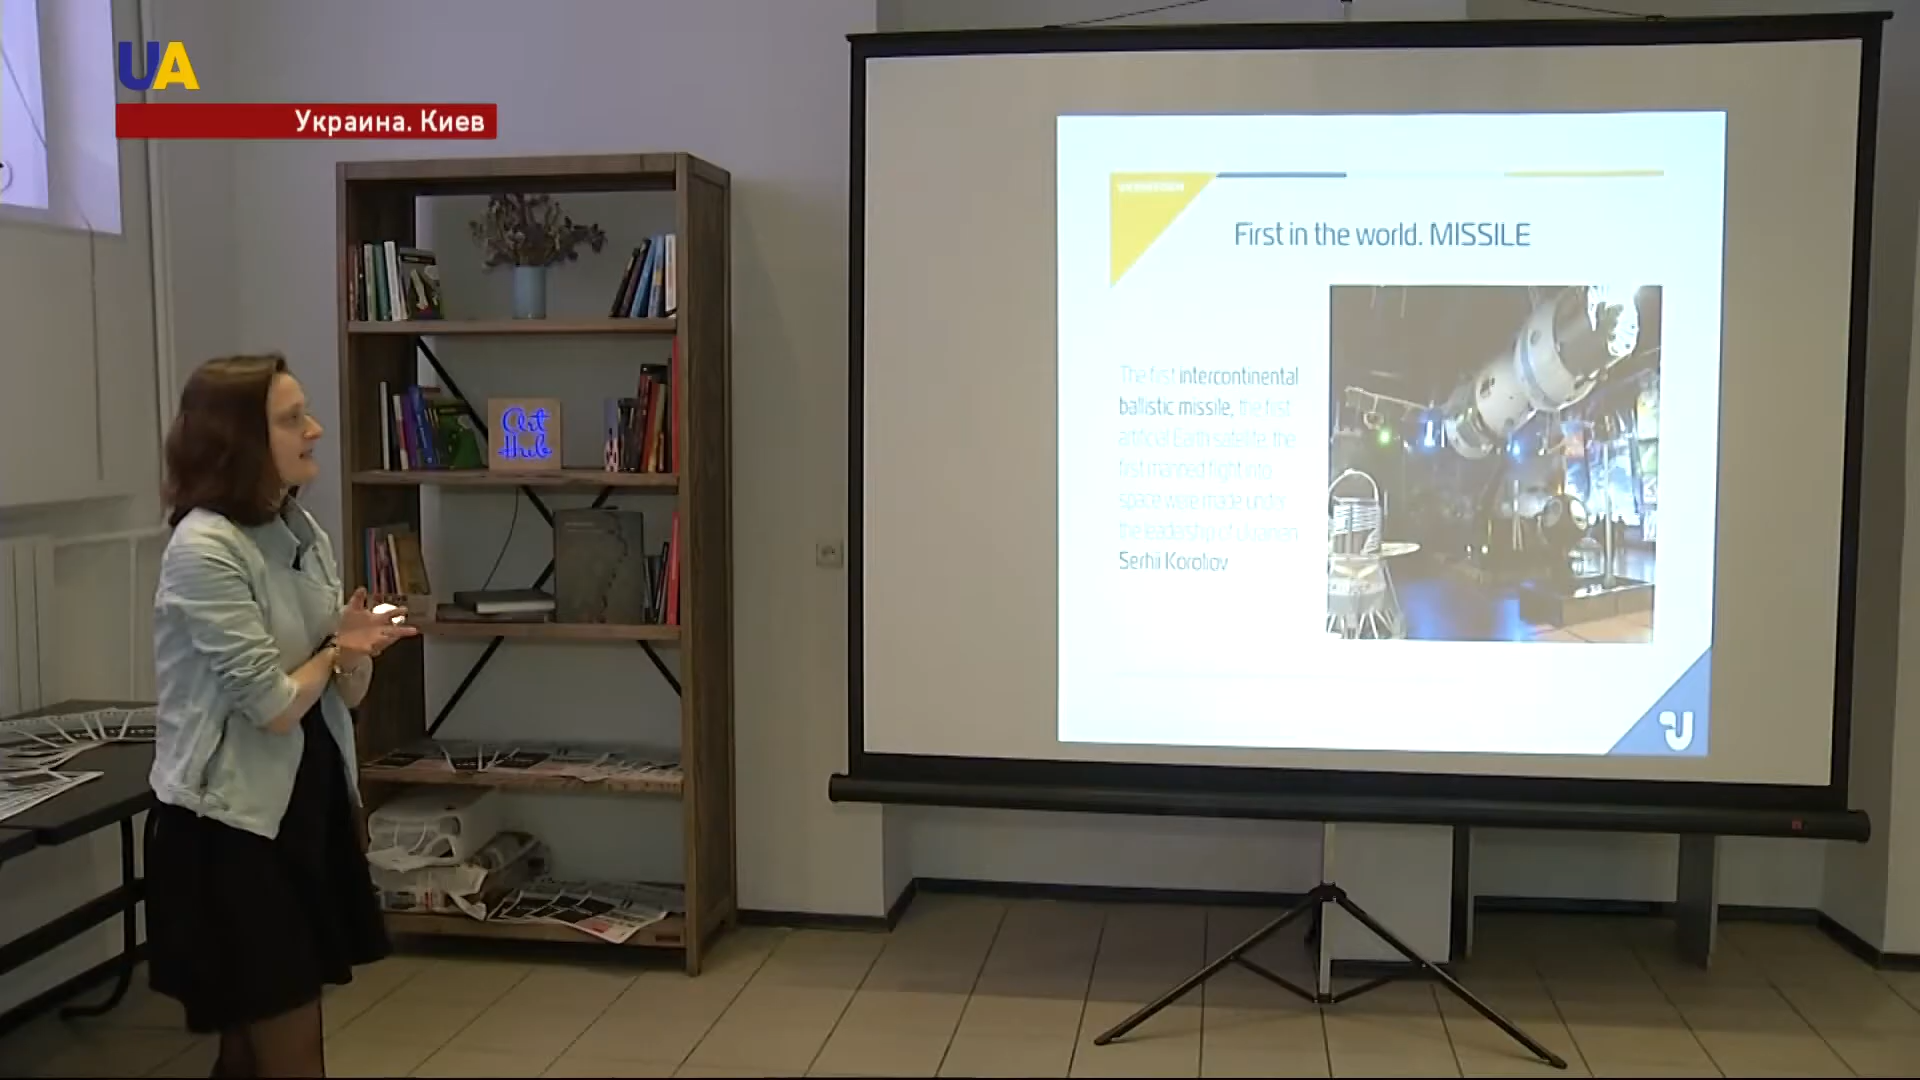 UA
Украина. Киев
Art
Hub
First in the world. MISSILE
The first intercontinental
ballistic missile, the first
artificial Earth satellite, the
first manned flight into
space were made under
the leadership of Ukrainian
Serhii Koroliov